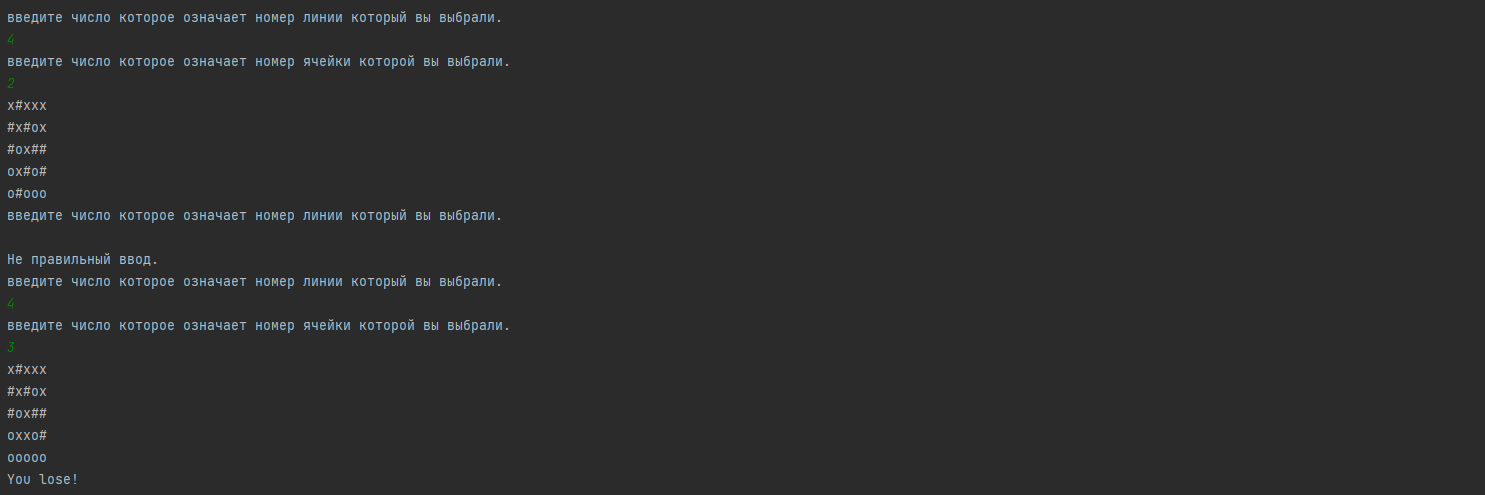 введите число которое означает номер линии который вы выбрали.
4
введите число которое означает номер ячейки которой вы выбрали.
2
x#xxx
#x#ox
#ox##
ox#o#
o#ooo
введите число которое означает номер линии который вы выбрали.
Не правильный ввод.
введите число которое означает номер линии который вы выбрали.
4
введите число которое означает номер ячейки которой вы выбрали.
3
x#xxx
#x#ox
#ox##
oxxo#
ooooo
You lose!